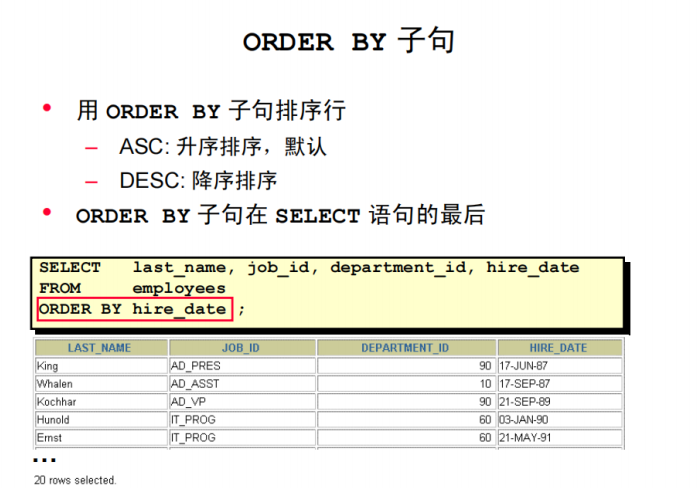 ORDER BY 子句
• 用 ORDER BY 子句排序行
– ASC: 升序排序，默认
– DESC: 降序排序
• ORDER BY 子句在 SELECT 语句的最后
SELECT last_name, job_id, department_id, hire_date
FROM employees
ORDER BY hire_date ;
LAST_NAME JOB_ID DEPARTMENT_ID HIRE_DATE
King AD_PRES 90 17-JUN-87
Whalen AD_ASST 10 17-SEP-87
Kochhar AD_VP 90 21-SEP-89
Hunold IT_PROG 60 03-JAN-90
Ernst IT_PROG 60 21-MAY-91
...
20 rows selected.